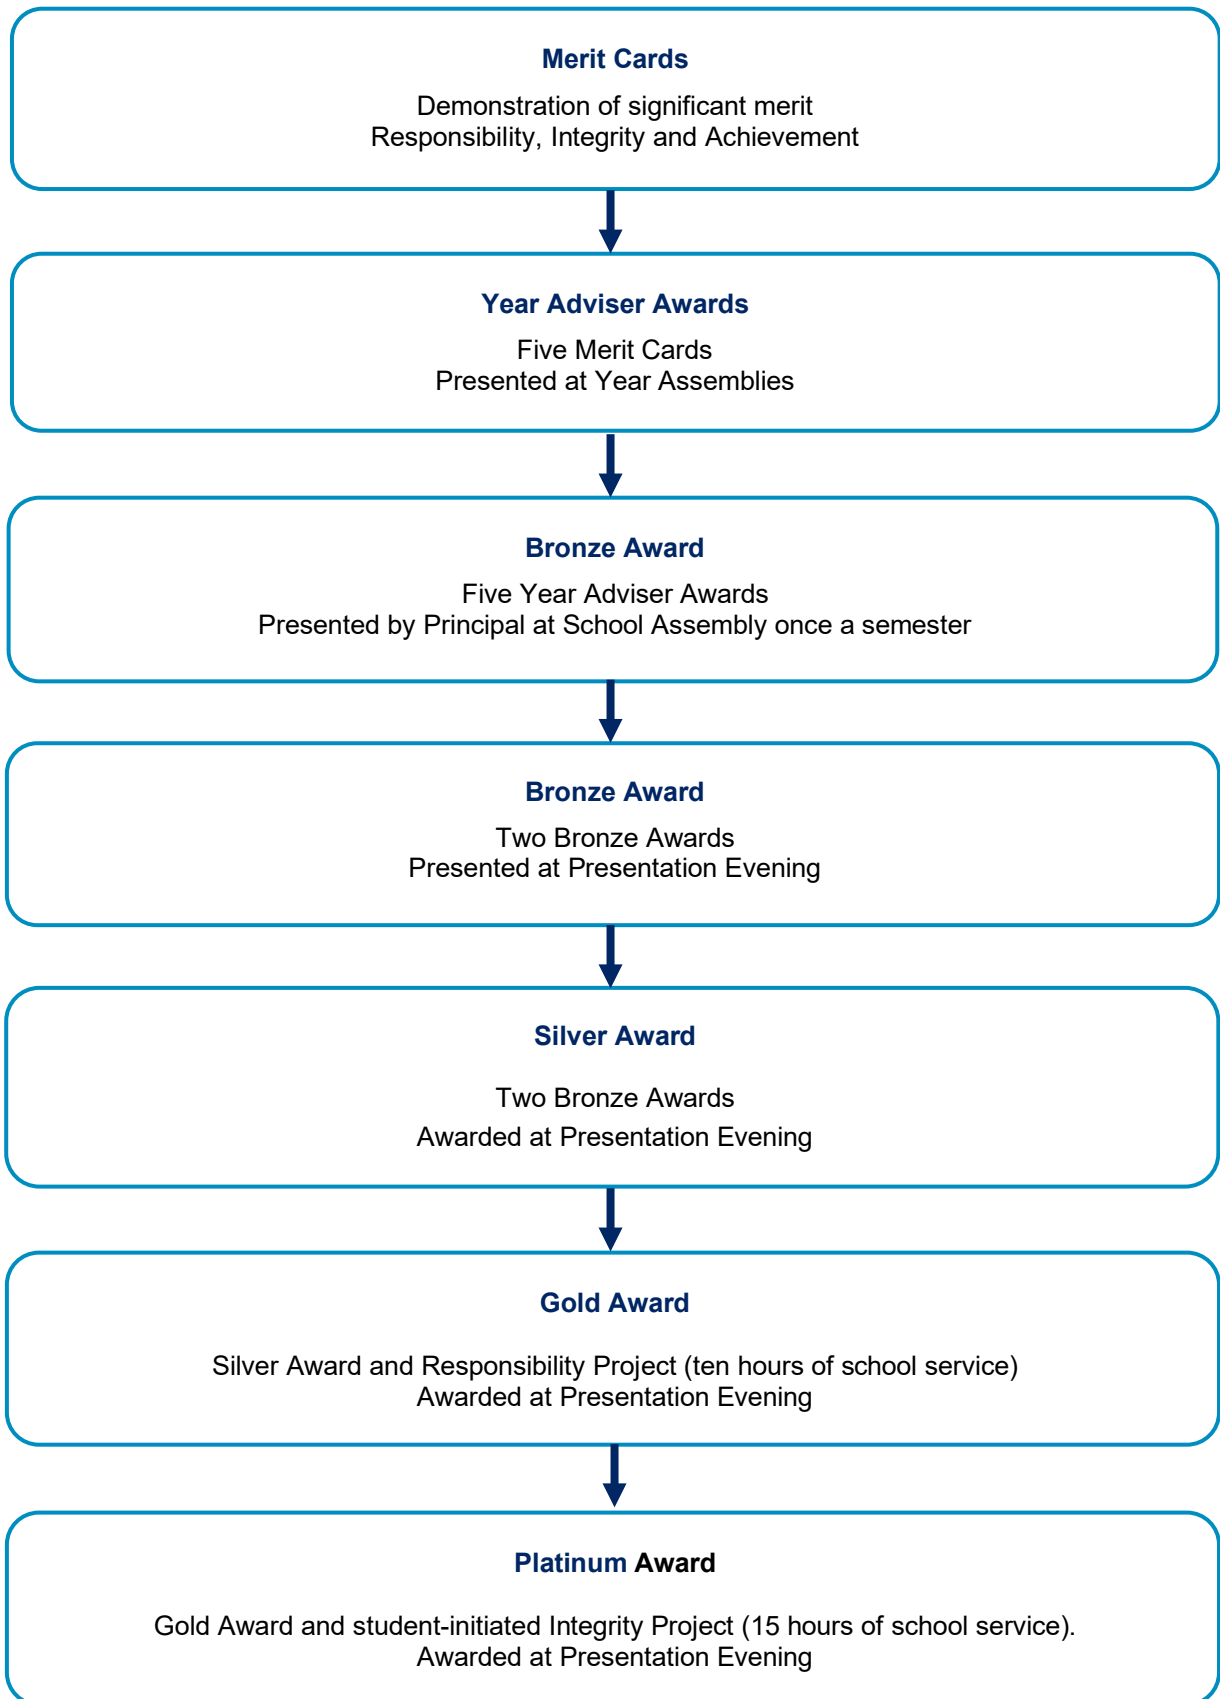 Merit Cards
Demonstration of significant merit
Responsibility, Integrity and Achievement
Year Adviser Awards
Five Merit Cards
Presented at Year Assemblies
Bronze Award
Five Year Adviser Awards
Presented by Principal at School Assembly once a semester
Bronze Award
Two Bronze Awards
Presented at Presentation Evening
Silver Award
Two Bronze Awards
Awarded at Presentation Evening
Gold Award
Silver Award and Responsibility Project (ten hours of school service)
Awarded at Presentation Evening
Platinum Award
Gold Award and student-initiated Integrity Project (15 hours of school service).
Awarded at Presentation Evening